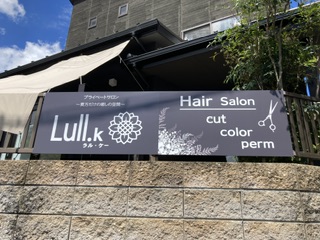 プライベートサロン
―貴方だけの癒しの空間―
Lull.k
ラル・ケー
Hair Salon
cut
color
perm